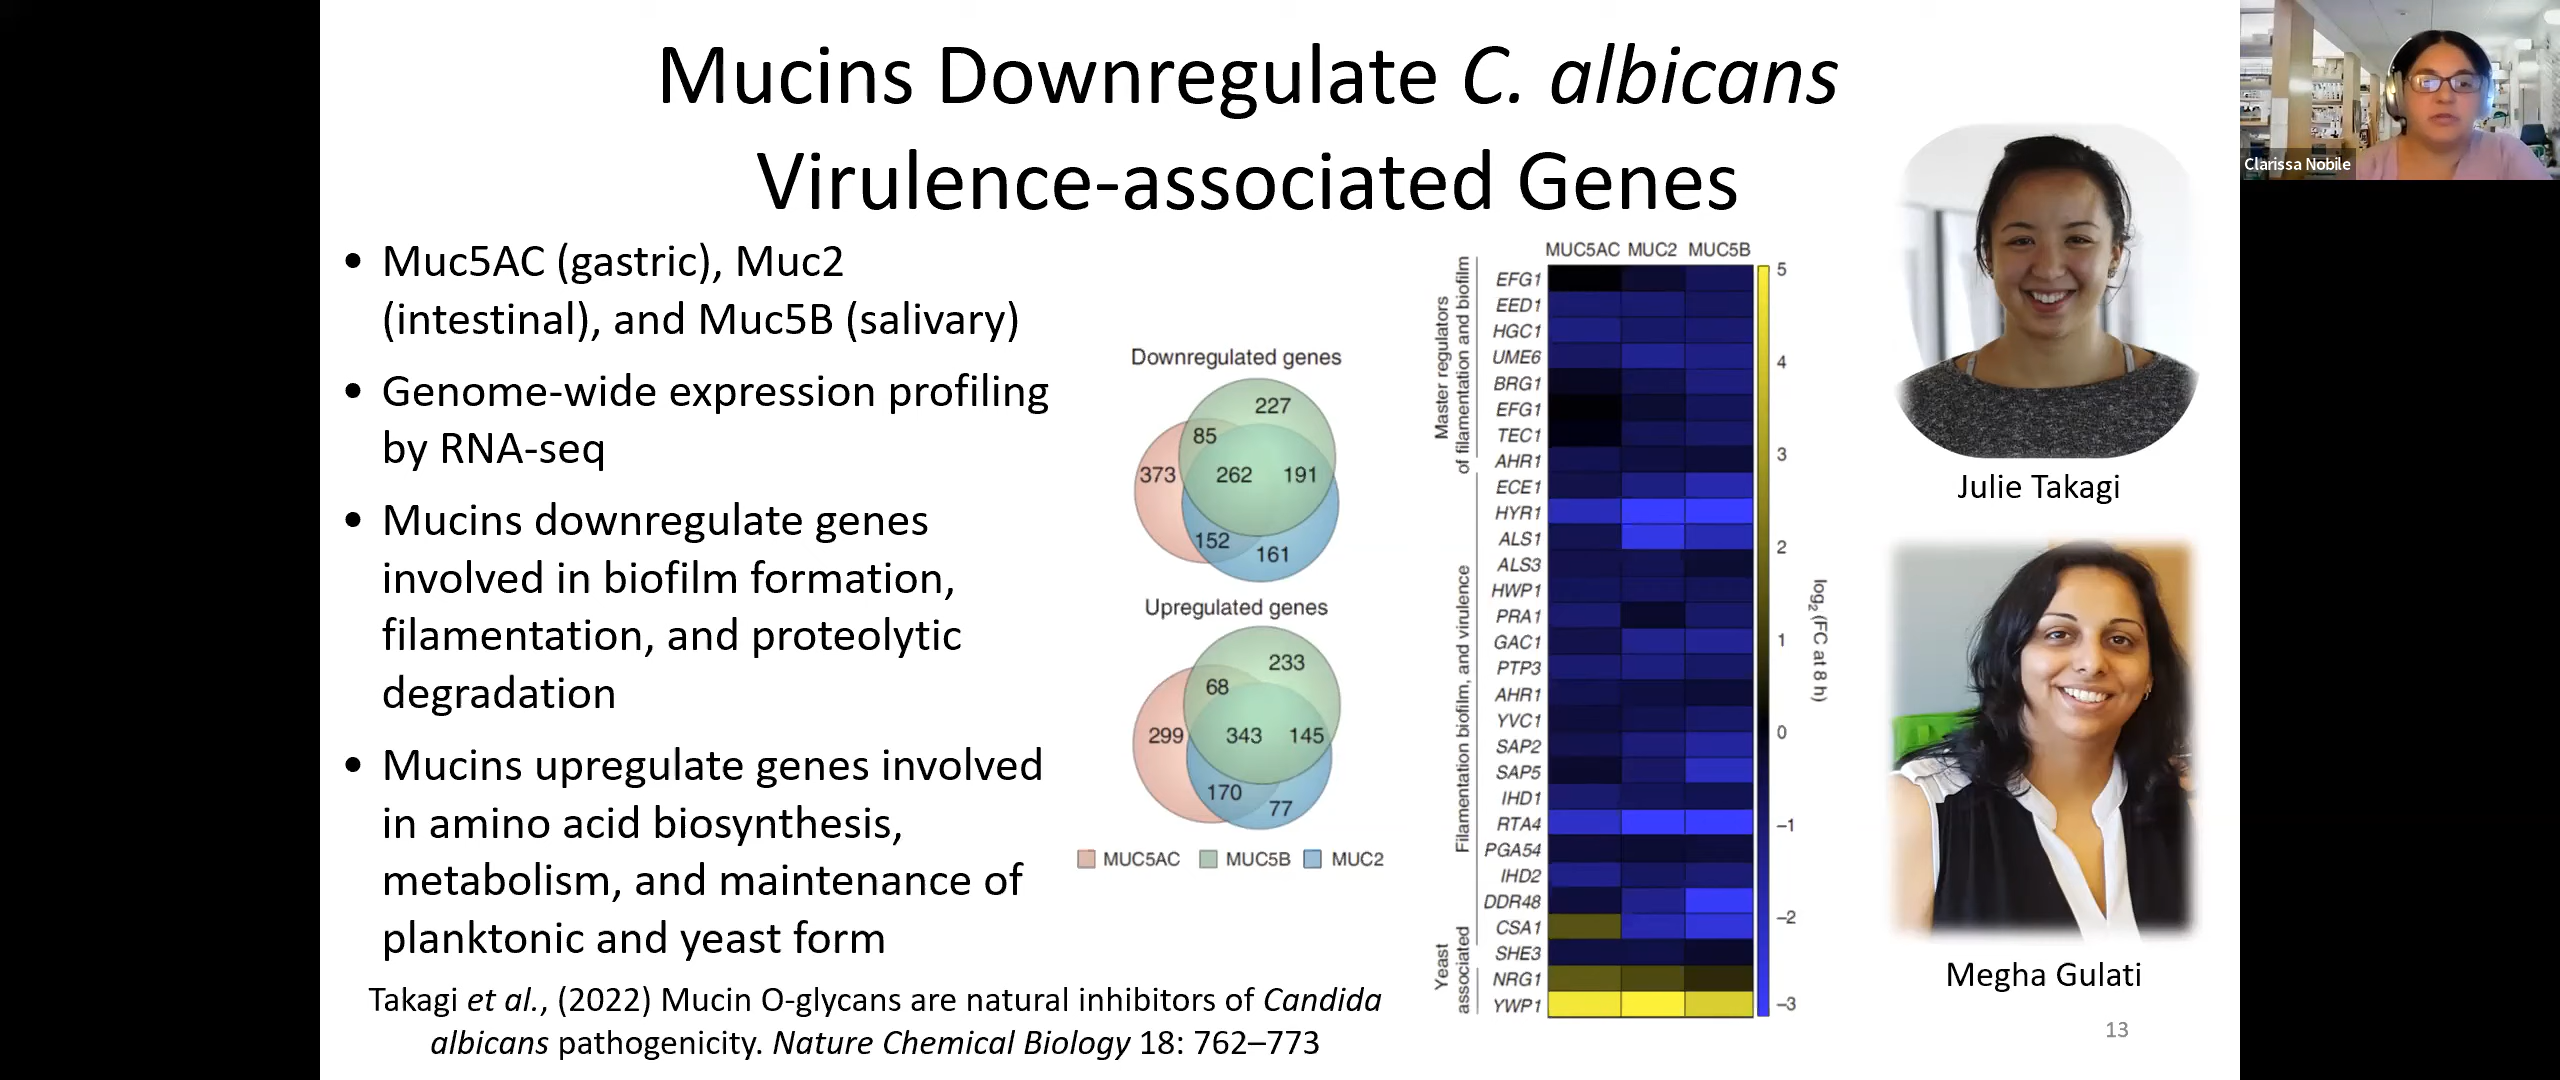 Mucins Downregulate C. albicans
Virulence-associated Genes
Clarissa Nobile
• Muc5AC (gastric), Muc2
(intestinal), and Muc5B (salivary)
• Genome-wide expression profiling
by RNA-seq
• Mucins downregulate genes
involved in biofilm formation,
filamentation, and proteolytic
degradation
• Mucins upregulate genes involved
in amino acid biosynthesis,
metabolism, and maintenance of
planktonic and yeast form
Takagi et al., (2022) Mucin O-glycans are natural inhibitors of Candida
albicans pathogenicity. Nature Chemical Biology 18: 762–773
Downregulated genes
227
85
373
262
191
152
161
Upregulated genes
233
68
299
343
145
170
77
MUC5AC MUC5B MUC2
MUC5AC MUC2 MUC5B
Master regulators
of filamentation and biofilm
EFG1
EED1
HGC1
UME6
BRG1
EFG1
TEC1
AHR1
Filamentation biofilm, and virulence
ECE1
HYR1
ALS1
ALS3
HWP1
PRA1
GAC1
PTP3
AHR1
YVC1
SAP2
SAP5
IHD1
RTA4
PGA54
IHD2
DDR48
CSA1
Yeast
associated
SHE3
NRG1
YWP1
5
4
3
2
1
0
–1
–2
–3
log2 (FC at 8 h)
Julie Takagi
Megha Gulati
13